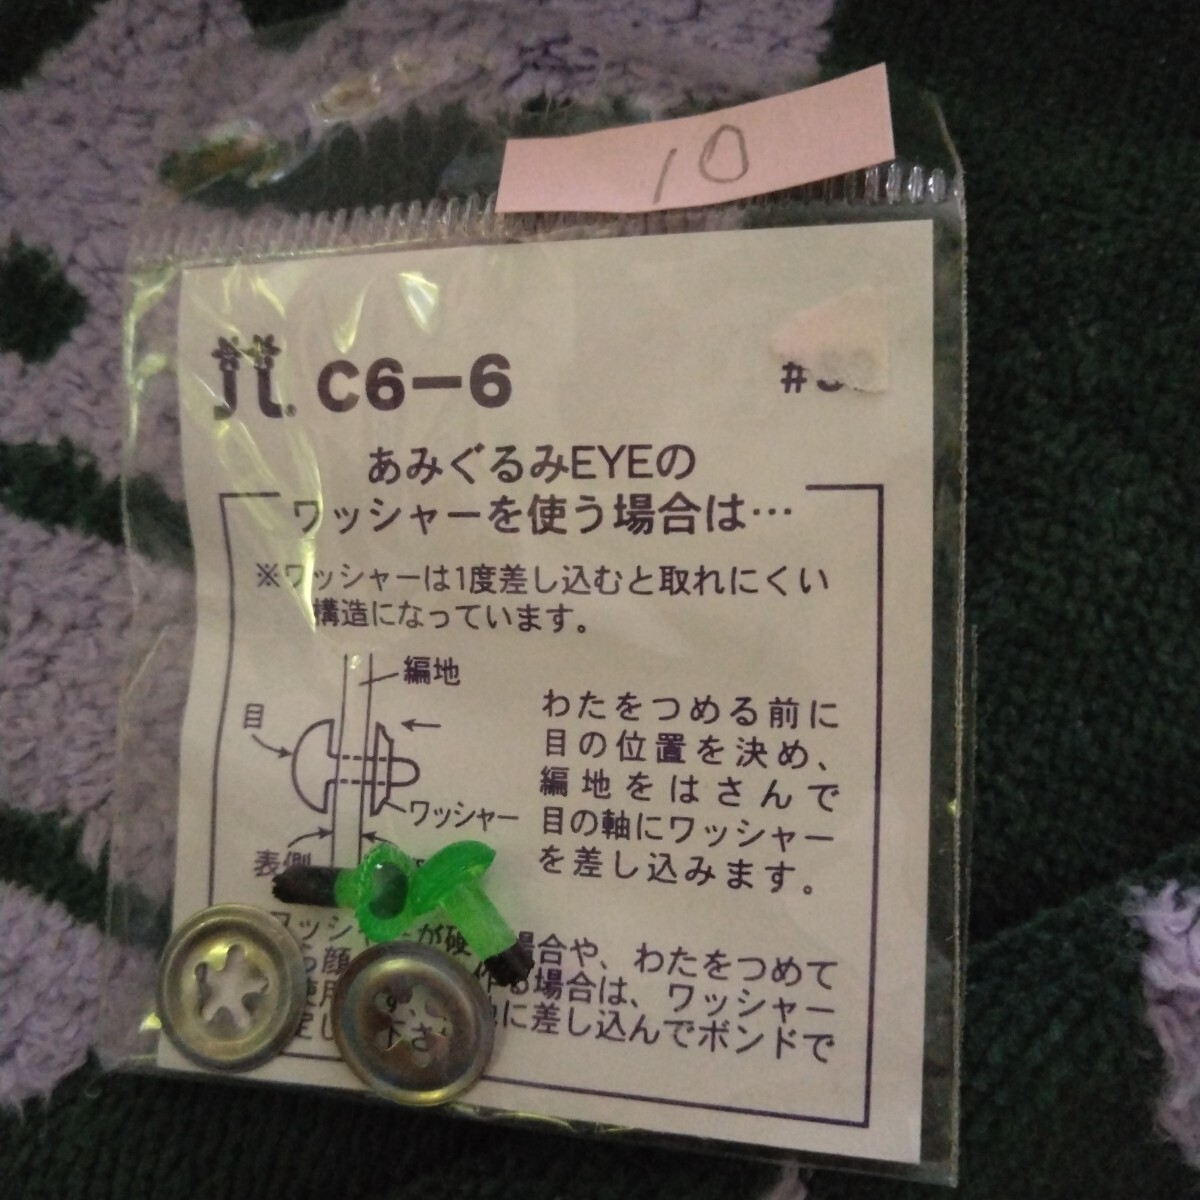 10
C6-6
あみぐるみEYEの
ワッシャーを使う場合は…
※ワッシャーは1度差し込むと取れにくい
構造になっています。
編地
目
ワッシャー
表側
わたをつめる前に
目の位置を決め、
編地をはさんで
目の軸にワッシャー
を差し込みます。
場合や、わたをつめて
場合は、ワッシャー
に差し込んでボンドで
下さ